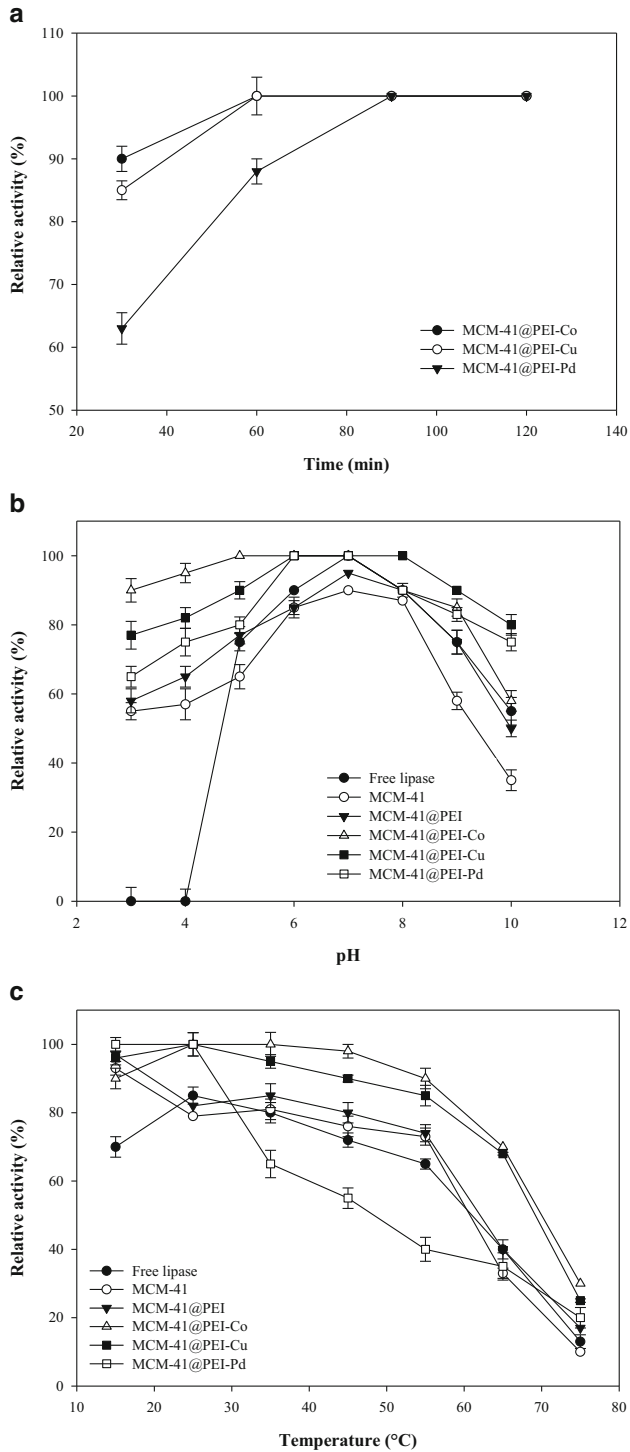 a
Relative activity (%)
110
100
90
80
70
60
50
20 40 60 80 100 120 140
Time (min)
MCM-41@PEI-Co
MCM-41@PEI-Cu
MCM-41@PEI-Pd
b
Relative activity (%)
100
80
60
40
20
0
2 4 6 8 10 12
pH
Free lipase
MCM-41
MCM-41@PEI
MCM-41@PEI-Co
MCM-41@PEI-Cu
MCM-41@PEI-Pd
c
Relative activity (%)
100
80
60
40
20
0
10 20 30 40 50 60 70 80
Temperature (°C)
Free lipase
MCM-41
MCM-41@PEI
MCM-41@PEI-Co
MCM-41@PEI-Cu
MCM-41@PEI-Pd